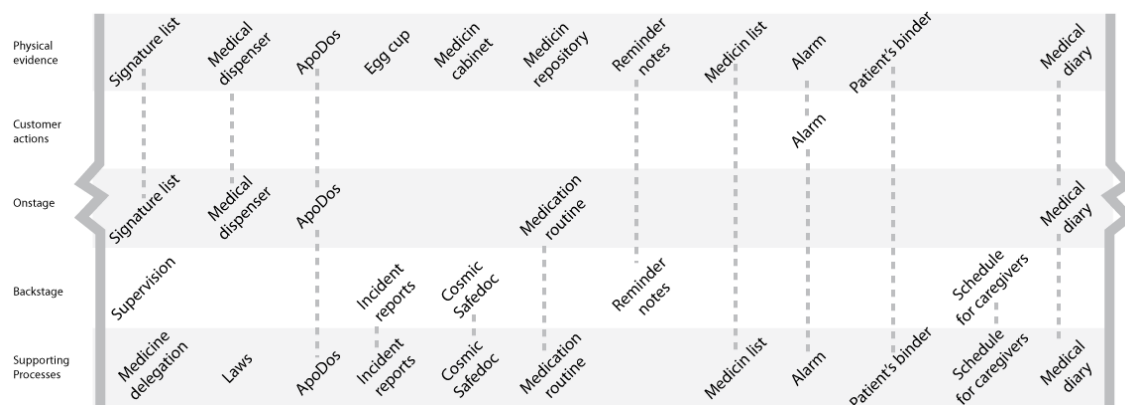 Physical
evidence
Signature list
Medical
dispenser
ApoDos
Egg cup
Medicin
cabinet
Medicin
repository
Reminder
notes
Medicin list
Alarm
Patient's binder
Medical
diary
Customer
actions
Alarm
Onstage
Signature list
Medical
dispenser
ApoDos
Medication
routine
Medical
diary
Backstage
Supervision
Incident
reports
Cosmic
Safedoc
Reminder
notes
Schedule
for caregivers
Supporting
Processes
Medicine
delegation
Laws
ApoDos
Incident
reports
Cosmic
Safedoc
Medication
routine
Medicin list
Alarm
Patient's binder
Schedule
for caregivers
Medical
diary